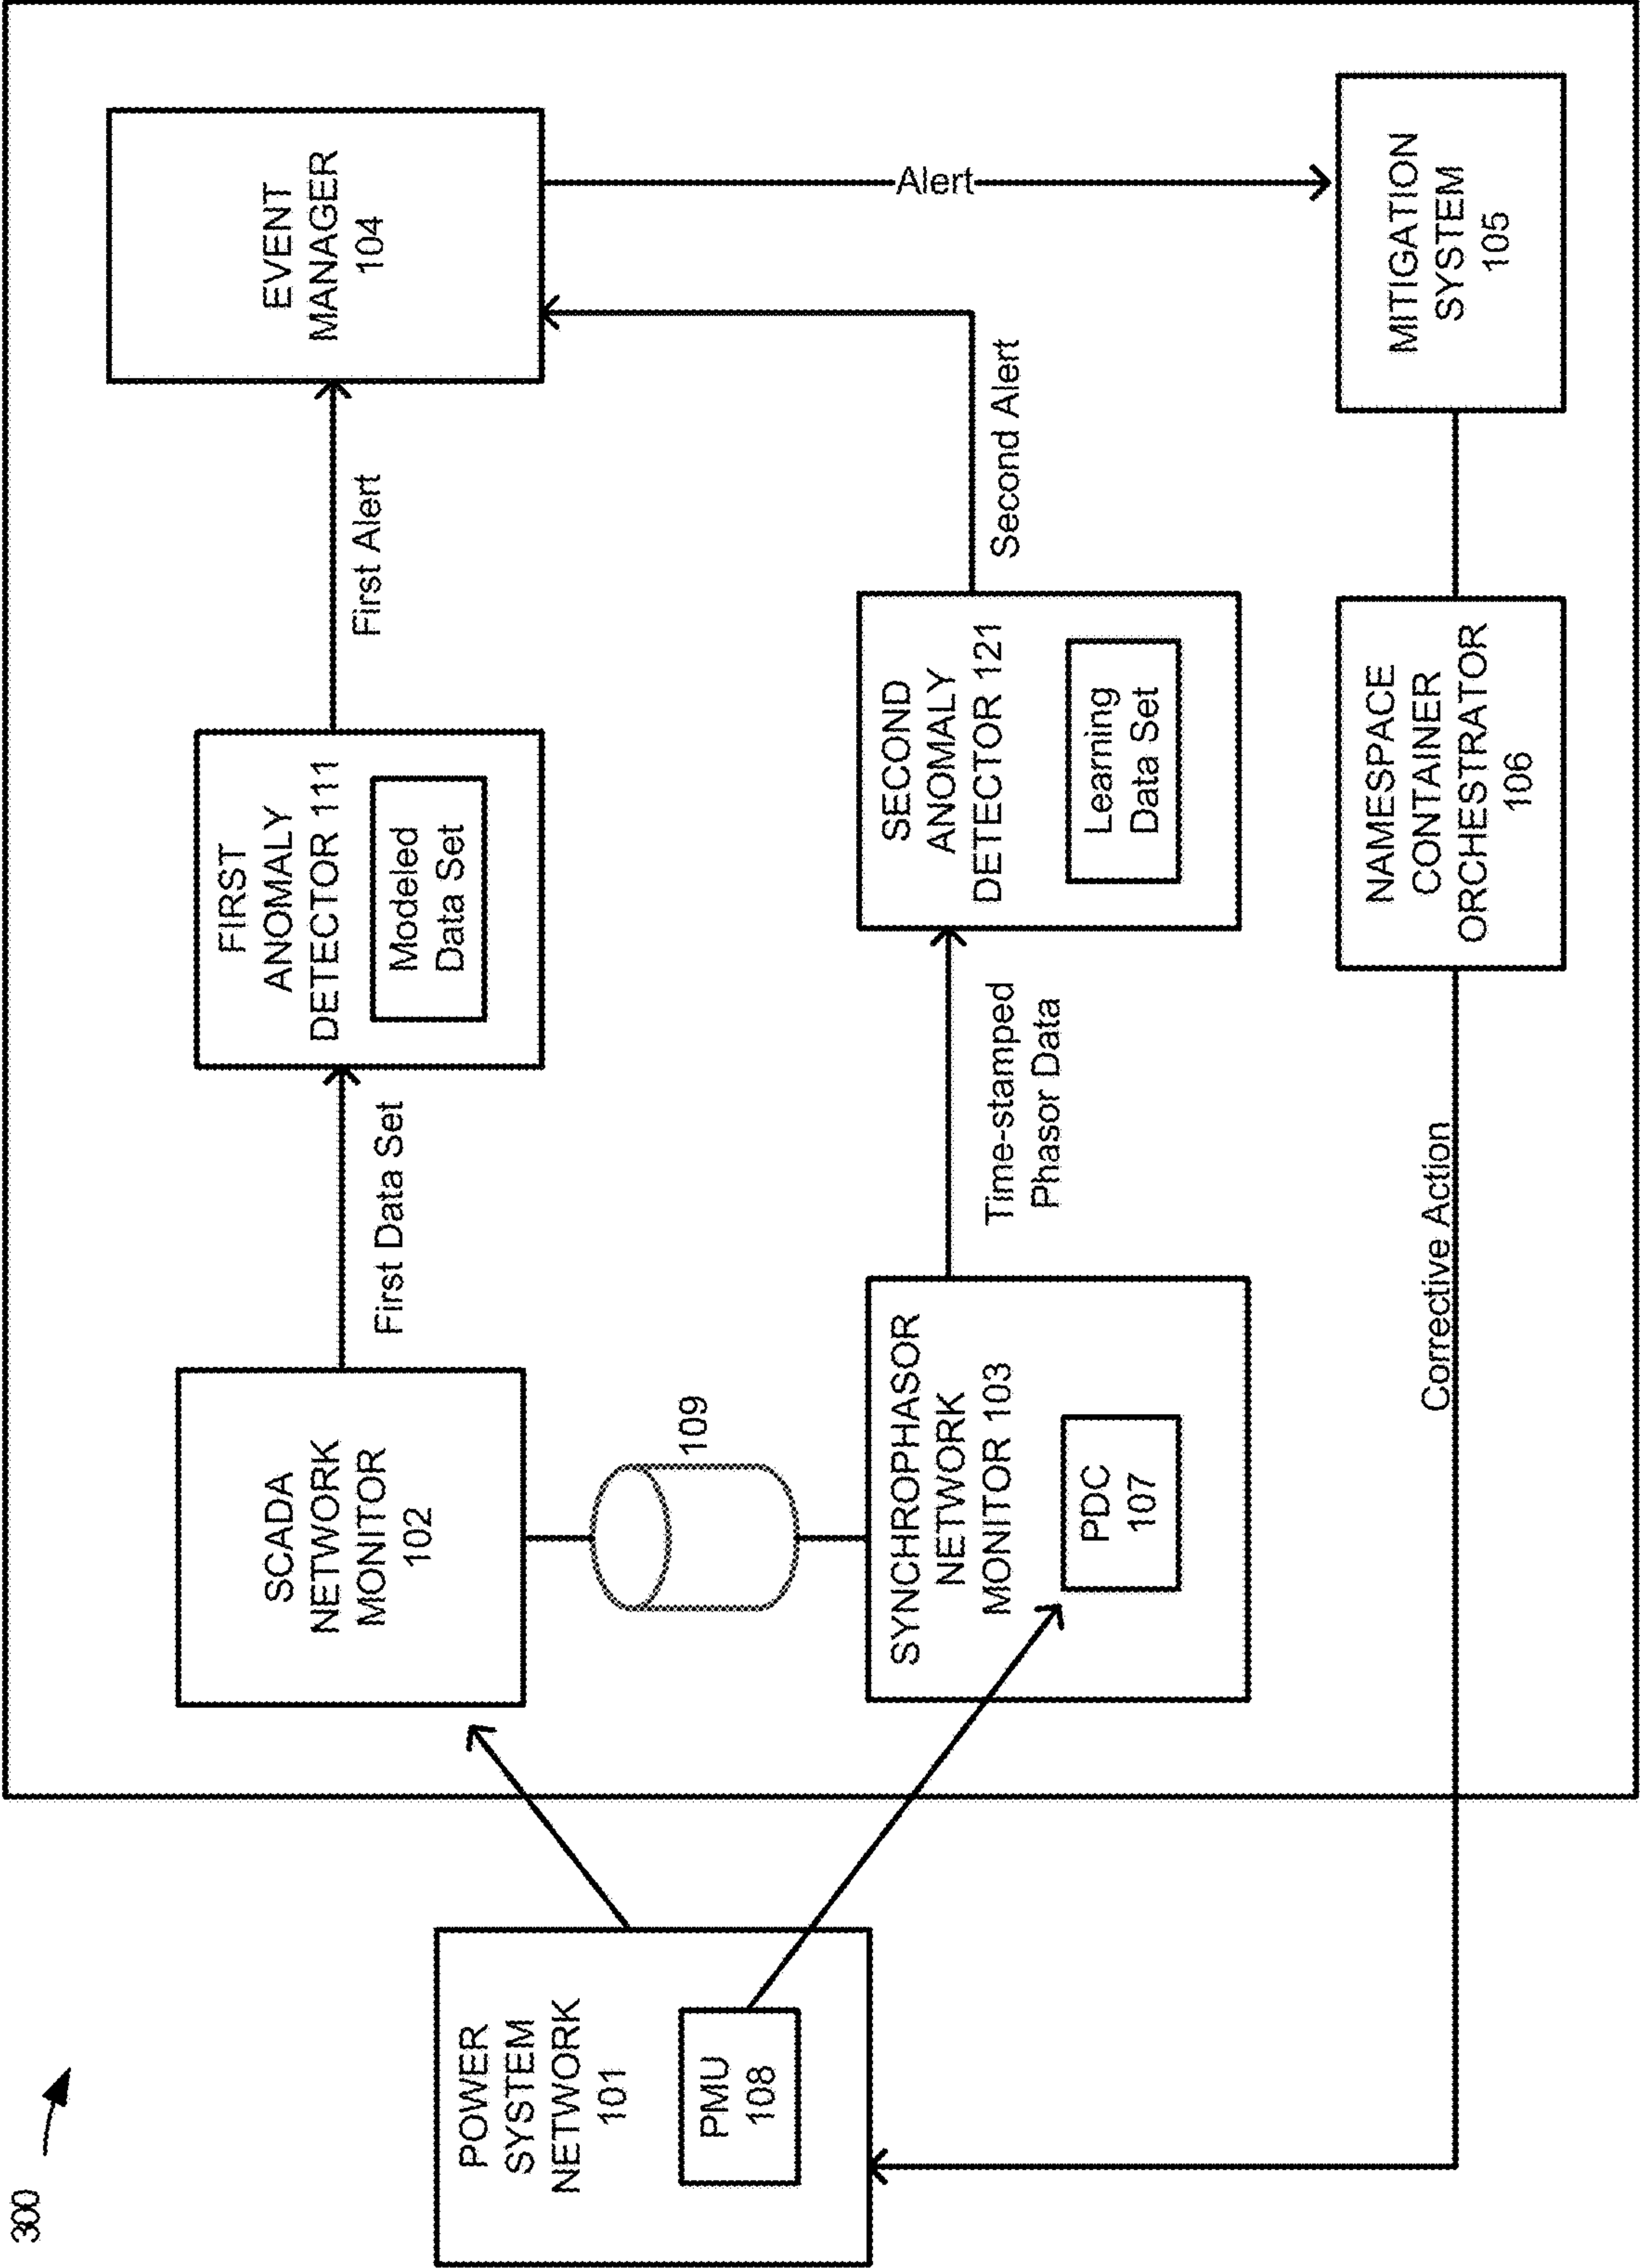 300
POWER
SYSTEM
NETWORK
101
PMU
108
SCADA
NETWORK
MONITOR
102
109
SYNCHROPHASOR
NETWORK
MONITOR 103
PDC
107
First Data Set
Time-stamped
Phasor Data
Corrective Action
FIRST
ANOMALY
DETECTOR 111
Modeled
Data Set
SECOND
ANOMALY
DETECTOR 121
Learning
Data Set
NAMESPACE
CONTAINER
ORCHESTRATOR
106
First Alert
Second Alert
EVENT
MANAGER
104
Alert
MITIGATION
SYSTEM
105